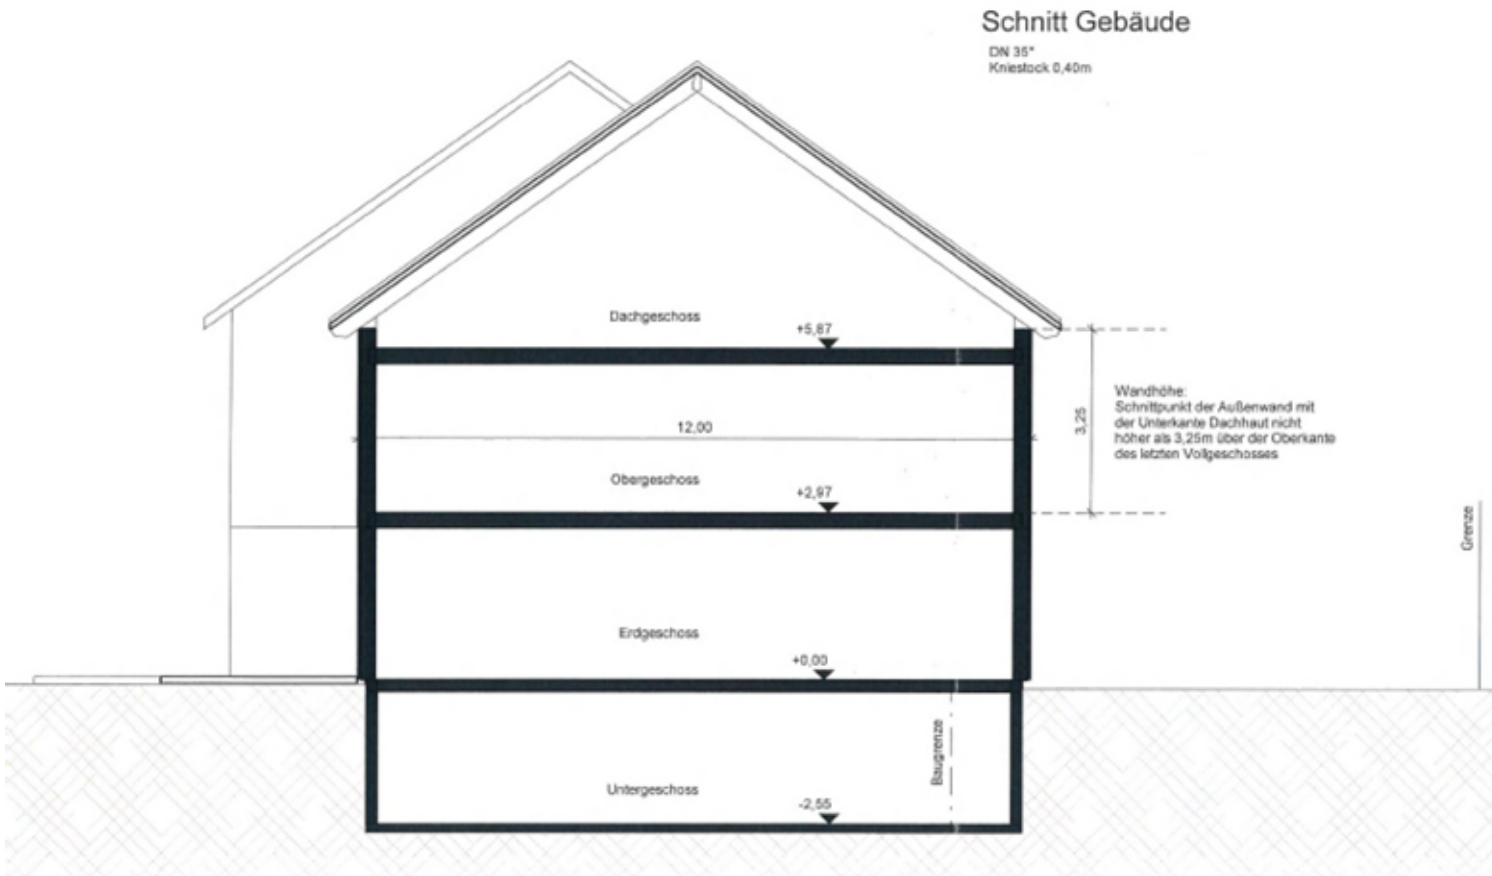 Schnitt Gebäude
DN 35°
Kniestock 0,40m
Dachgeschoss
+5,87
Wandhöhe:
Schnittpunkt der Außenwand mit
der Unterkante Dachhaut nicht
höher als 3,25m über der Oberkante
des letzten Vollgeschosses
3,25
12,00
Obergeschoss
+2,97
Grenze
Erdgeschoss
+0,00
Baugrenze
Untergeschoss
-2,55